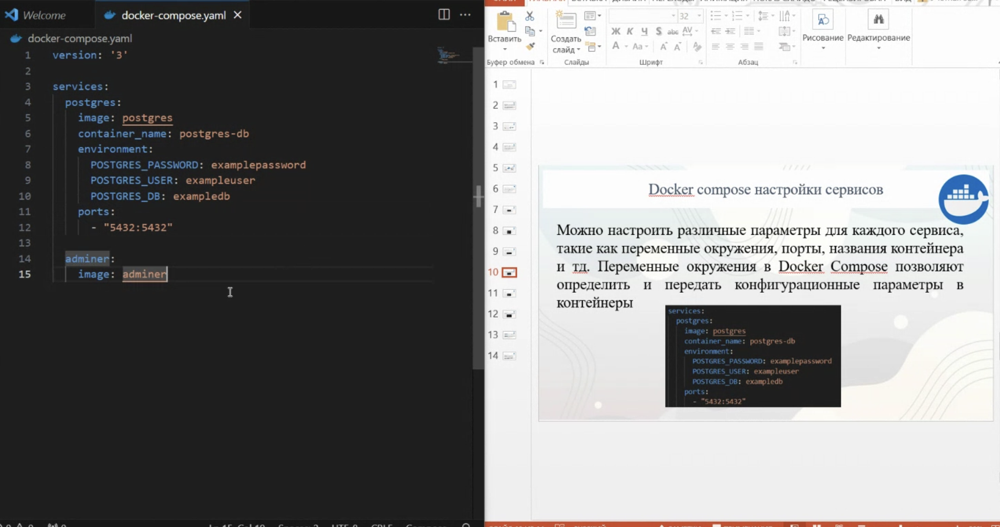 Welcome
docker-compose.yaml
docker-compose.yaml
1 version: '3'
2
3 services:
4 postgres:
5 image: postgres
6 container_name: postgres-db
7 environment:
8 POSTGRES_PASSWORD: examplepassword
9 POSTGRES_USER: exampleuser
10 POSTGRES_DB: exampledb
11 ports:
12 - "5432:5432"
13
14 adminer:
15 image: adminer
32
Вставить
Создать слайд
Ж К Ч S abc AV
A Aa A A
Рисование
Редактирование
Буфер обмена
Слайды
Шрифт
Абзац
1
2
3
4
5
6
7
8
9
10
11
12
13
14
Docker compose настройки сервисов
Можно настроить различные параметры для каждого сервиса,
такие как переменные окружения, порты, названия контейнера
и тд. Переменные окружения в Docker Compose позволяют
определить и передать конфигурационные параметры в
контейнеры
services:
postgres:
image: postgres
container_name: postgres-db
environment:
POSTGRES_PASSWORD: examplepassword
POSTGRES_USER: exampleuser
POSTGRES_DB: exampledb
ports:
- "5432:5432"